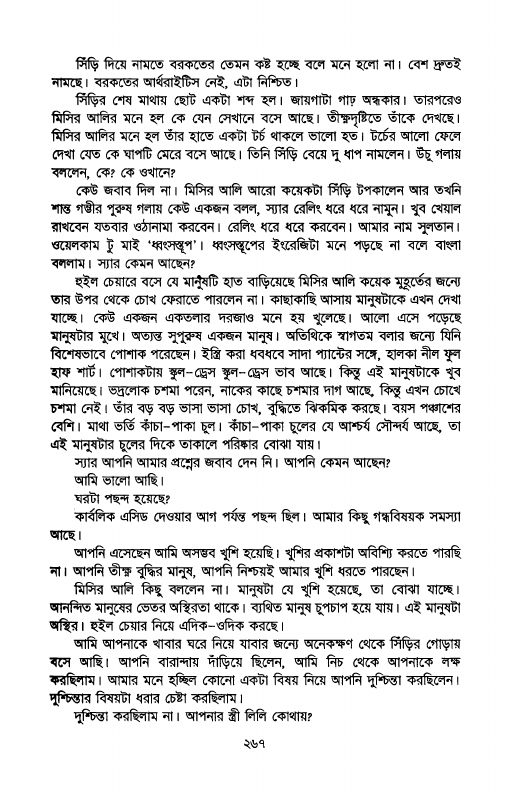 সিঁড়ি দিয়ে নামতে বরকতের তেমন কষ্ট হচ্ছে বলে মনে হলো না। বেশ দ্রুতই
নামছে। বরকতের আর্থরাইটিস নেই, এটা নিশ্চিত।
সিঁড়ির শেষ মাথায় ছোট একটা শব্দ হল। জায়গাটা গাঢ় অন্ধকার। তারপরেও
মিসির আলির মনে হল কে যেন সেখানে বসে আছে। তীক্ষ্ণদৃষ্টিতে তাঁকে দেখছে।
মিসির আলির মনে হল তাঁর হাতে একটা টর্চ থাকলে ভালো হত। টর্চের আলো ফেলে
দেখা যেত কে ঘাপটি মেরে বসে আছে। তিনি সিঁড়ি বেয়ে দু ধাপ নামলেন। উঁচু গলায়
বললেন, কে? কে ওখানে?
কেউ জবাব দিল না। মিসির আলি আরো কয়েকটা সিঁড়ি টপকালেন আর তখনি
শান্ত গম্ভীর পুরুষ গলায় কেউ একজন বলল, স্যার রেলিং ধরে ধরে নামুন। খুব খেয়াল
রাখবেন যতবার ওঠানামা করবেন। রেলিং ধরে ধরে করবেন। আমার নাম সুলতান।
ওয়েলকাম টু মাই ‘ধ্বংসস্তূপ’। ধ্বংসস্তূপের ইংরেজিটা মনে পড়ছে না বলে বাংলা
বললাম। স্যার কেমন আছেন?
হুইল চেয়ারে বসে যে মানুষটি হাত বাড়িয়েছে মিসির আলি কয়েক মুহূর্তের জন্যে
তার উপর থেকে চোখ ফেরাতে পারলেন না। কাছাকাছি আসায় মানুষটাকে এখন দেখা
যাচ্ছে। কেউ একজন একতলার দরজাও মনে হয় খুলেছে। আলো এসে পড়েছে
মানুষটার মুখে। অত্যন্ত সুপুরুষ একজন মানুষ। অতিথিকে স্বাগতম বলার জন্যে যিনি
বিশেষভাবে পোশাক পরেছেন। ইস্ত্রি করা ধবধবে সাদা প্যান্টের সঙ্গে, হালকা নীল ফুল
হাফ শার্ট। পোশাকটায় স্কুল-ড্রেস স্কুল-ড্রেস ভাব আছে। কিন্তু এই মানুষটাকে খুব
মানিয়েছে। ভদ্রলোক চশমা পরেন, নাকের কাছে চশমার দাগ আছে, কিন্তু এখন চোখে
চশমা নেই। তাঁর বড় বড় ভাসা ভাসা চোখ, বুদ্ধিতে ঝিকমিক করছে। বয়স পঞ্চাশের
বেশি। মাথা ভর্তি কাঁচা-পাকা চুল। কাঁচা-পাকা চুলের যে আশ্চর্য সৌন্দর্য আছে, তা
এই মানুষটার চুলের দিকে তাকালে পরিষ্কার বোঝা যায়।
স্যার আপনি আমার প্রশ্নের জবাব দেন নি। আপনি কেমন আছেন?
আমি ভালো আছি।
ঘরটা পছন্দ হয়েছে?
কার্বলিক এসিড দেওয়ার আগ পর্যন্ত পছন্দ ছিল। আমার কিছু গন্ধবিষয়ক সমস্যা
আছে।
আপনি এসেছেন আমি অসম্ভব খুশি হয়েছি। খুশির প্রকাশটা অবিশ্যি করতে পারছি
না। আপনি তীক্ষ্ণ বুদ্ধির মানুষ, আপনি নিশ্চয়ই আমার খুশি ধরতে পারছেন।
মিসির আলি কিছু বললেন না। মানুষটা যে খুশি হয়েছে, তা বোঝা যাচ্ছে।
আনন্দিত মানুষের ভেতর অস্থিরতা থাকে। ব্যথিত মানুষ চুপচাপ হয়ে যায়। এই মানুষটা
অস্থির। হুইল চেয়ার নিয়ে এদিক-ওদিক করছে।
আমি আপনাকে খাবার ঘরে নিয়ে যাবার জন্যে অনেকক্ষণ থেকে সিঁড়ির গোড়ায়
বসে আছি। আপনি বারান্দায় দাঁড়িয়ে ছিলেন, আমি নিচ থেকে আপনাকে লক্ষ
করছিলাম। আমার মনে হচ্ছিল কোনো একটা বিষয় নিয়ে আপনি দুশ্চিন্তা করছিলেন।
দুশ্চিন্তার বিষয়টা ধরার চেষ্টা করছিলাম।
দুশ্চিন্তা করছিলাম না। আপনার স্ত্রী লিলি কোথায়?
২৬৭